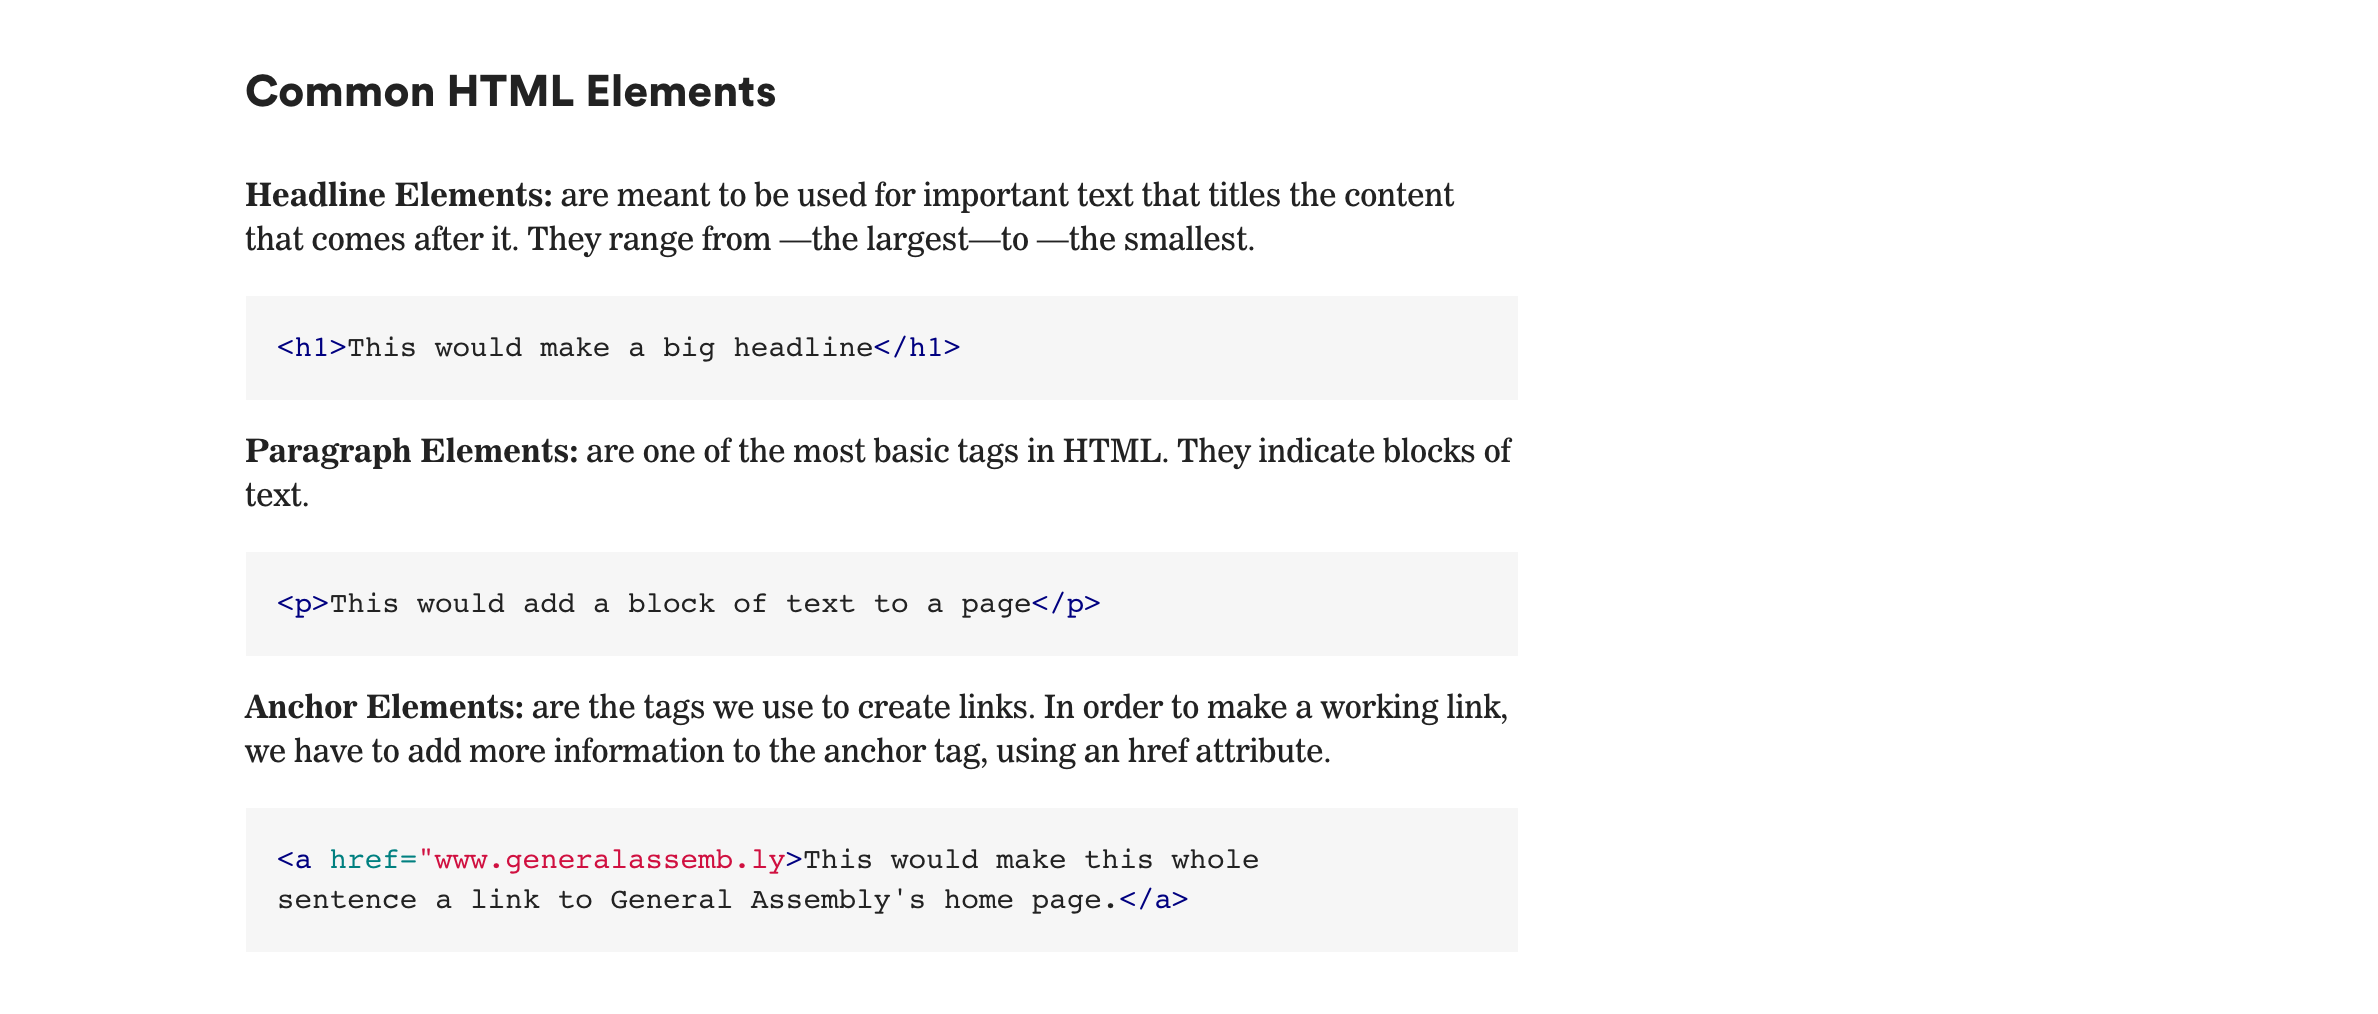 Common HTML Elements
Headline Elements: are meant to be used for important text that titles the content
that comes after it. They range from —the largest—to —the smallest.
<h1>This would make a big headline</h1>
Paragraph Elements: are one of the most basic tags in HTML. They indicate blocks of
text.
<p>This would add a block of text to a page</p>
Anchor Elements: are the tags we use to create links. In order to make a working link,
we have to add more information to the anchor tag, using an href attribute.
<a href="www.generalassemb.ly>This would make this whole
sentence a link to General Assembly's home page.</a>